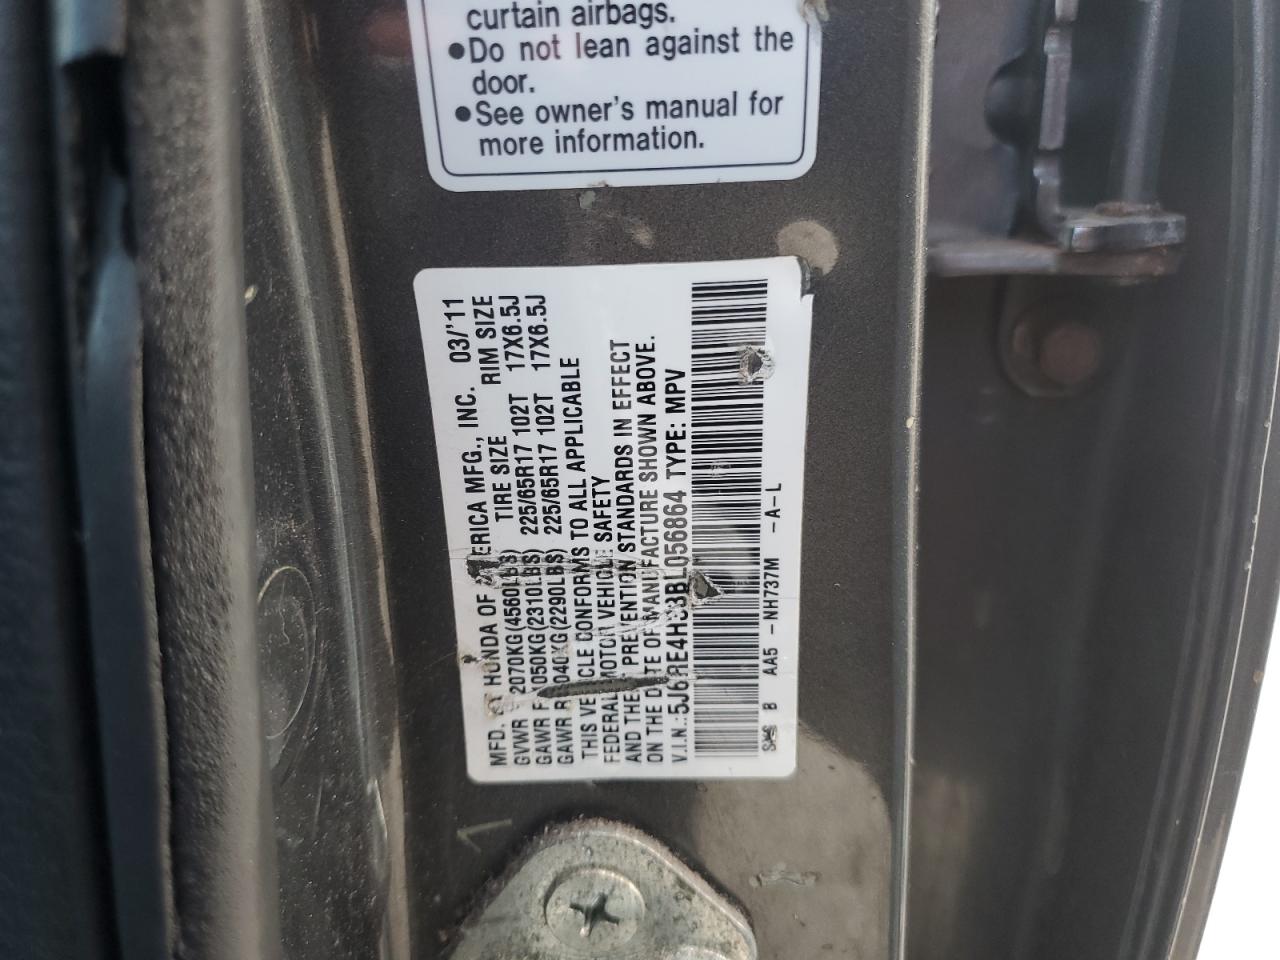 curtain airbags.
●Do not lean against the
door.
●See owner's manual for
more information.
MFD. BY HONDA OF AMERICA MFG., INC. 03/'11
GVWR 2070KG(4560LBS) TIRE SIZE RIM SIZE
GAWR F 1050KG(2310LBS) 225/65R17 102T 17X6.5J
GAWR R 1040KG(2290LBS) 225/65R17 102T 17X6.5J
THIS VEHICLE CONFORMS TO ALL APPLICABLE
FEDERAL MOTOR VEHICLE SAFETY
AND THEFT PREVENTION STANDARDS IN EFFECT
ON THE DATE OF MANUFACTURE SHOWN ABOVE.
V.I.N.: TYPE: MPV
B AA5 - NH737M -A-L